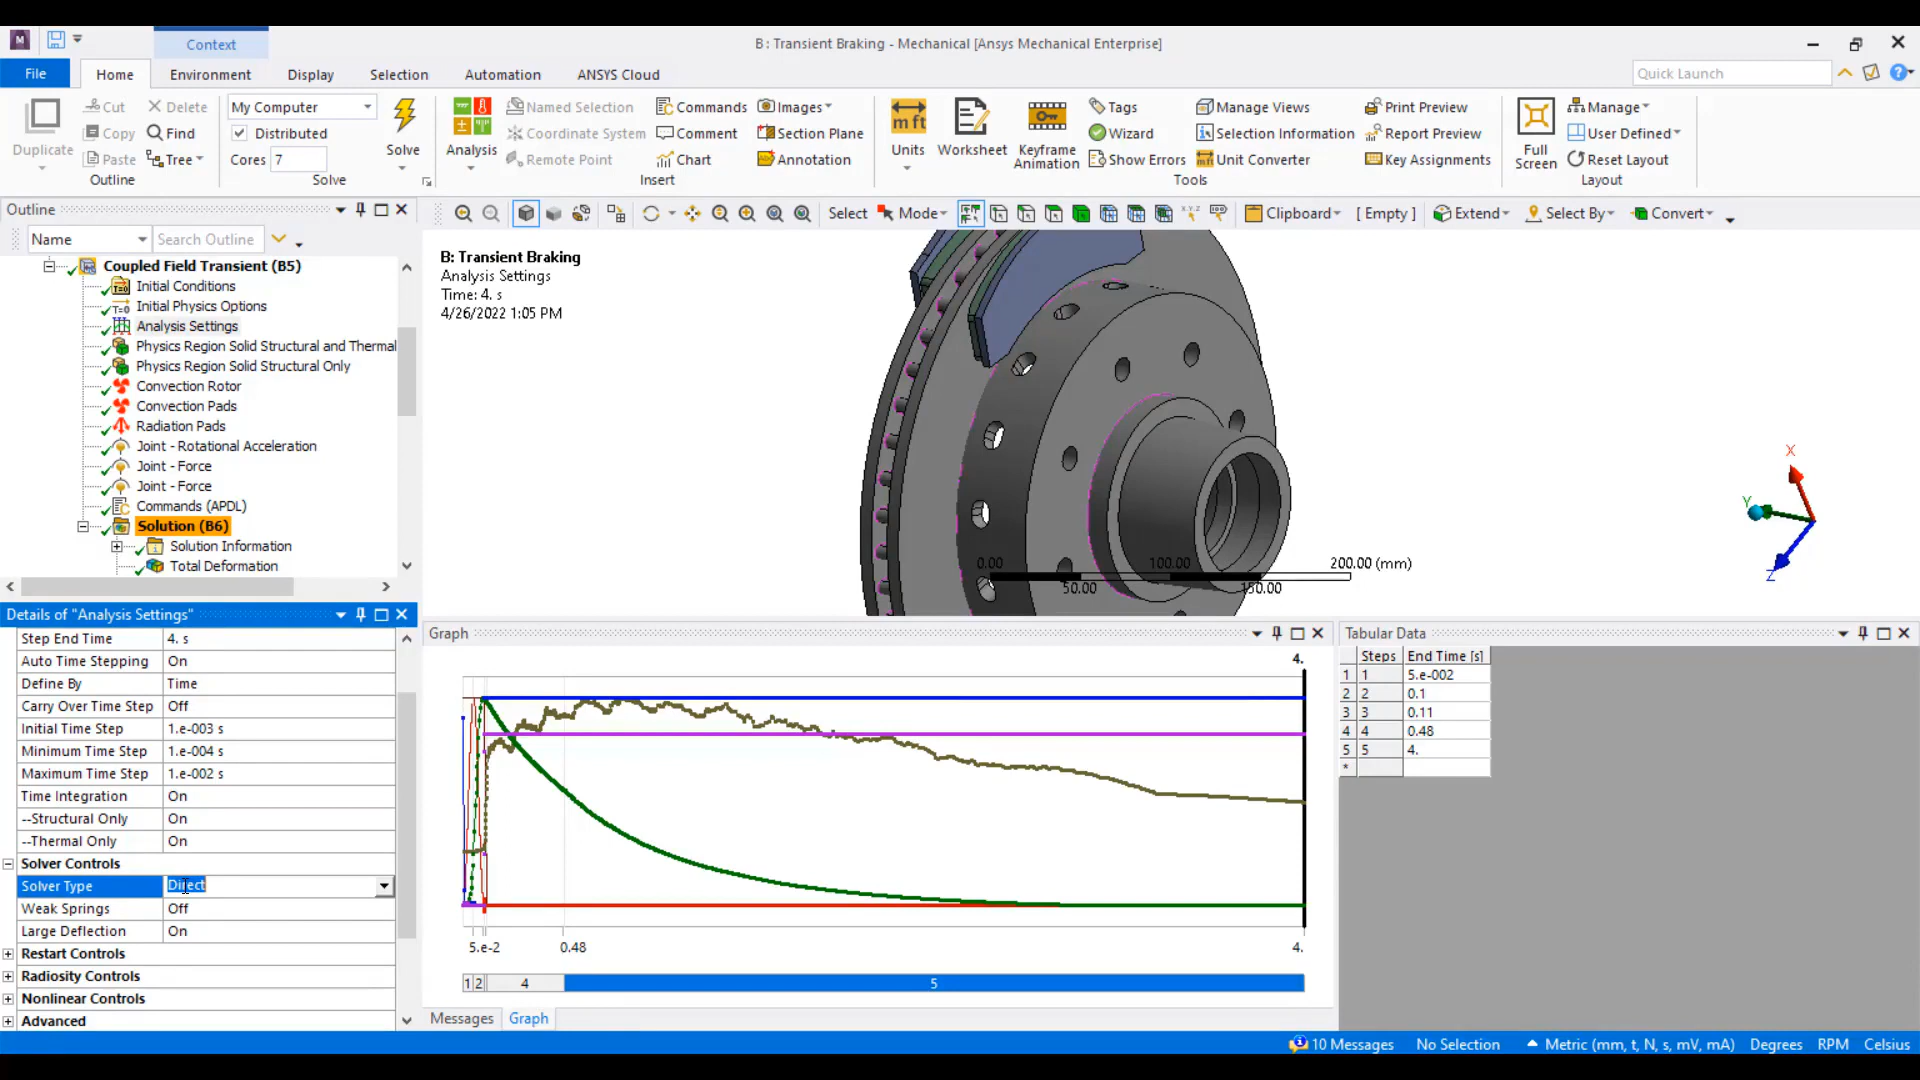 M
Context
B : Transient Braking - Mechanical [Ansys Mechanical Enterprise]
File
Home
Environment
Display
Selection
Automation
ANSYS Cloud
Quick Launch
Duplicate
Cut
Copy
Paste
Delete
Find
Tree
Outline
My Computer
Distributed
Cores 7
Solve
Solve
Analysis
Named Selection
Coordinate System
Remote Point
Commands
Comment
Chart
Images
Section Plane
Annotation
Insert
Units
Worksheet
Keyframe
Animation
Tags
Wizard
Show Errors
Manage Views
Selection Information
Unit Converter
Print Preview
Report Preview
Key Assignments
Tools
Full
Screen
Manage
User Defined
Reset Layout
Layout
Outline
Name
Search Outline
Select
Mode
Clipboard
[ Empty ]
Extend
Select By
Convert
Coupled Field Transient (B5)
Initial Conditions
Initial Physics Options
Analysis Settings
Physics Region Solid Structural and Thermal
Physics Region Solid Structural Only
Convection Rotor
Convection Pads
Radiation Pads
Joint - Rotational Acceleration
Joint - Force
Joint - Force
Commands (APDL)
Solution (B6)
Solution Information
Total Deformation
B: Transient Braking
Analysis Settings
Time: 4. s
4/26/2022 1:05 PM
0.00
100.00
200.00 (mm)
50.00
150.00
X
Y
Z
Details of "Analysis Settings"
Step End Time 4. s
Auto Time Stepping On
Define By Time
Carry Over Time Step Off
Initial Time Step 1.e-003 s
Minimum Time Step 1.e-004 s
Maximum Time Step 1.e-002 s
Time Integration On
--Structural Only On
--Thermal Only On
Solver Controls
Solver Type Direct
Weak Springs Off
Large Deflection On
Restart Controls
Radiosity Controls
Nonlinear Controls
Advanced
Graph
4.
5.e-2
0.48
4.
1 2 4 5
Messages
Graph
Tabular Data
Steps End Time [s]
1 1 5.e-002
2 2 0.1
3 3 0.11
4 4 0.48
5 5 4.
*
10 Messages
No Selection
Metric (mm, t, N, s, mV, mA)
Degrees
RPM
Celsius